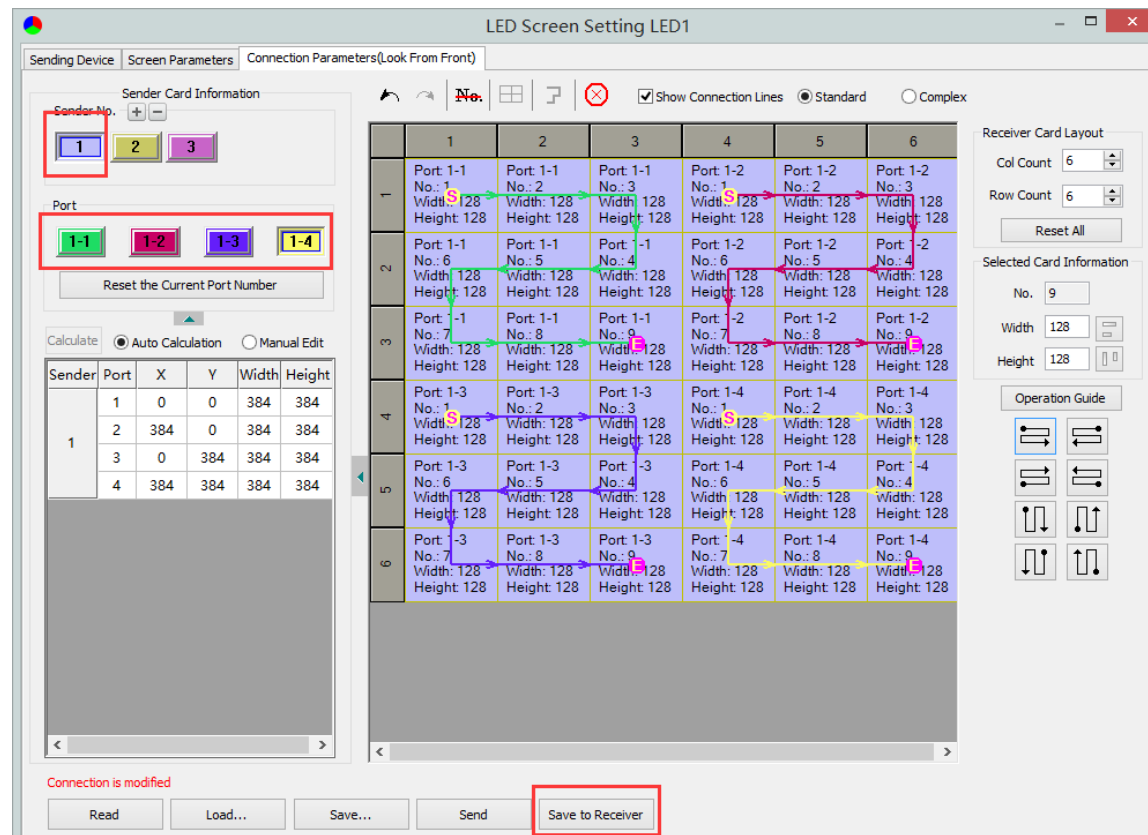 LED Screen Setting LED1
Sending Device Screen Parameters Connection Parameters(Look From Front)
Sender Card Information
Sender No. + −
1 2 3
Port
1-1 1-2 1-3 1-4
Reset the Current Port Number
Calculate Auto Calculation Manual Edit
Sender Port X Y Width Height
1
1 0 0 384 384
2 384 0 384 384
3 0 384 384 384
4 384 384 384 384
No. Show Connection Lines Standard Complex
1 2 3 4 5 6
1
Port: 1-1 Port: 1-1 Port: 1-1 Port: 1-2 Port: 1-2 Port: 1-2
No.: 1 No.: 2 No.: 3 No.: 1 No.: 2 No.: 3
S S
Width: 128 Width: 128 Width: 128 Width: 128 Width: 128 Width: 128
Height: 128 Height: 128 Height: 128 Height: 128 Height: 128 Height: 128
2
Port: 1-1 Port: 1-1 Port: 1-1 Port: 1-2 Port: 1-2 Port: 1-2
No.: 6 No.: 5 No.: 4 No.: 6 No.: 5 No.: 4
Width: 128 Width: 128 Width: 128 Width: 128 Width: 128 Width: 128
Height: 128 Height: 128 Height: 128 Height: 128 Height: 128 Height: 128
3
Port: 1-1 Port: 1-1 Port: 1-1 Port: 1-2 Port: 1-2 Port: 1-2
No.: 7 No.: 8 No.: 9 No.: 7 No.: 8 No.: 9
E E
Width: 128 Width: 128 Width: 128 Width: 128 Width: 128 Width: 128
Height: 128 Height: 128 Height: 128 Height: 128 Height: 128 Height: 128
4
Port: 1-3 Port: 1-3 Port: 1-3 Port: 1-4 Port: 1-4 Port: 1-4
No.: 1 No.: 2 No.: 3 No.: 1 No.: 2 No.: 3
S S
Width: 128 Width: 128 Width: 128 Width: 128 Width: 128 Width: 128
Height: 128 Height: 128 Height: 128 Height: 128 Height: 128 Height: 128
5
Port: 1-3 Port: 1-3 Port: 1-3 Port: 1-4 Port: 1-4 Port: 1-4
No.: 6 No.: 5 No.: 4 No.: 6 No.: 5 No.: 4
Width: 128 Width: 128 Width: 128 Width: 128 Width: 128 Width: 128
Height: 128 Height: 128 Height: 128 Height: 128 Height: 128 Height: 128
6
Port: 1-3 Port: 1-3 Port: 1-3 Port: 1-4 Port: 1-4 Port: 1-4
No.: 7 No.: 8 No.: 9 No.: 7 No.: 8 No.: 9
E E
Width: 128 Width: 128 Width: 128 Width: 128 Width: 128 Width: 128
Height: 128 Height: 128 Height: 128 Height: 128 Height: 128 Height: 128
Receiver Card Layout
Col Count 6
Row Count 6
Reset All
Selected Card Information
No. 9
Width 128
Height 128
Operation Guide
Connection is modified
Read Load... Save... Send Save to Receiver